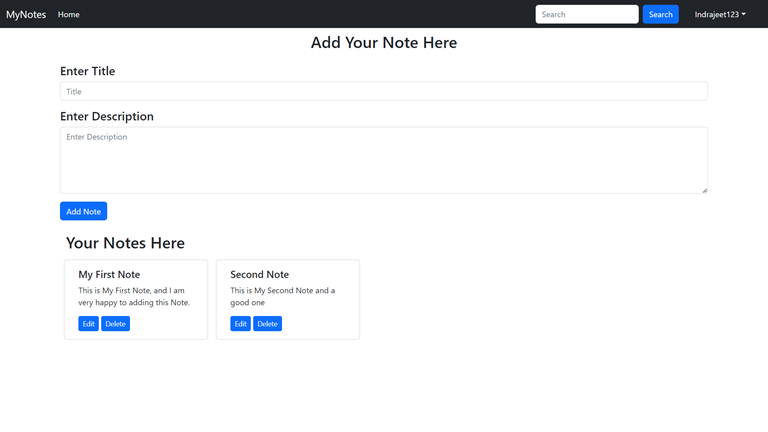 MyNotes Home Search Search Indrajeet123
Add Your Note Here
Enter Title
Title
Enter Description
Enter Description
Add Note
Your Notes Here
My First Note
This is My First Note, and I am
very happy to adding this Note.
Edit Delete
Second Note
This is My Second Note and a
good one
Edit Delete